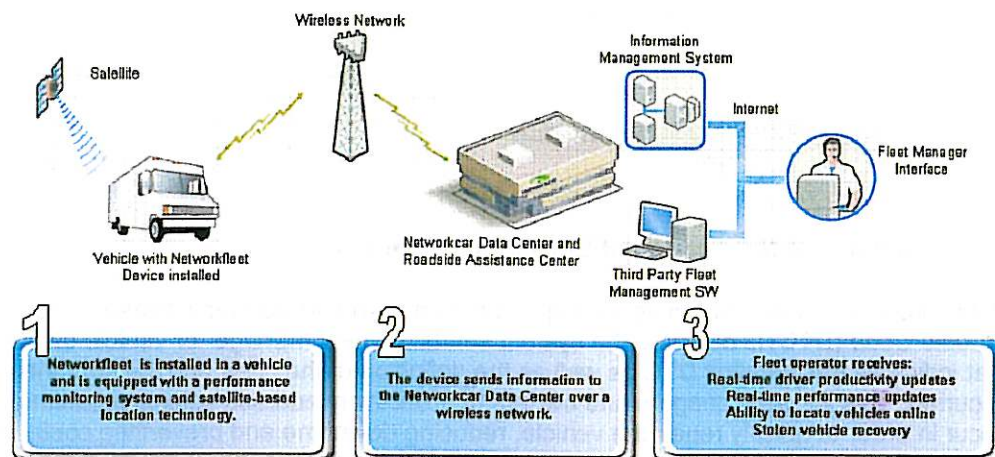 Wireless Network
Satellite
Information
Management System
Internet
Fleet Manager
Interface
Vehicle with Networkfleet
Device installed
Networkcar Data Center and
Roadside Assistance Center
Third Party Fleet
Management SW
1
Networkfleet is installed in a vehicle
and is equipped with a performance
monitoring system and satellite-based
location technology.
2
The device sends information to
the Networkcar Data Center over a
wireless network.
3
Fleet operator receives:
Real-time driver productivity updates
Real-time performance updates
Ability to locate vehicles online
Stolen vehicle recovery